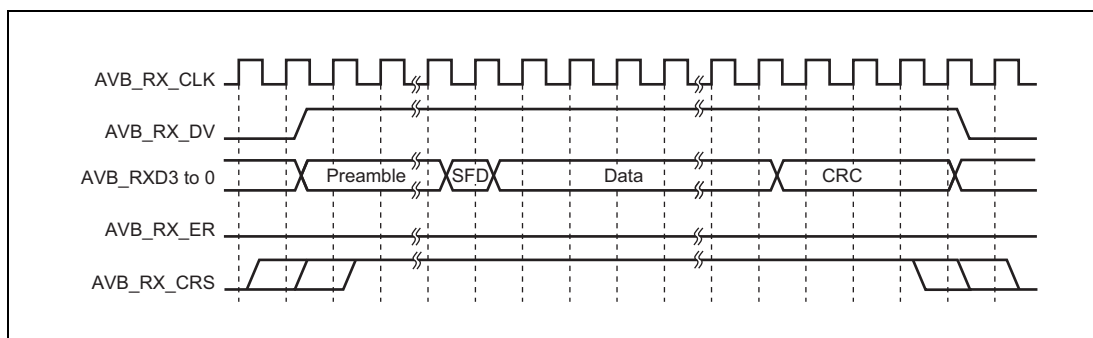 AVB_RX_CLK
AVB_RX_DV
AVB_RXD3 to 0 Preamble SFD Data CRC
AVB_RX_ER
AVB_RX_CRS